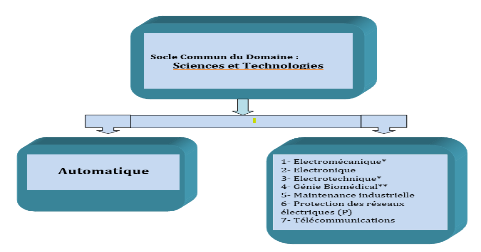 Socle Commun du Domaine :
Sciences et Technologies
Automatique
1- Electromécanique*
2- Electronique
3- Electrotechnique*
4- Génie Biomédical**
5- Maintenance industrielle
6- Protection des réseaux
électriques (P)
7- Télécommunications